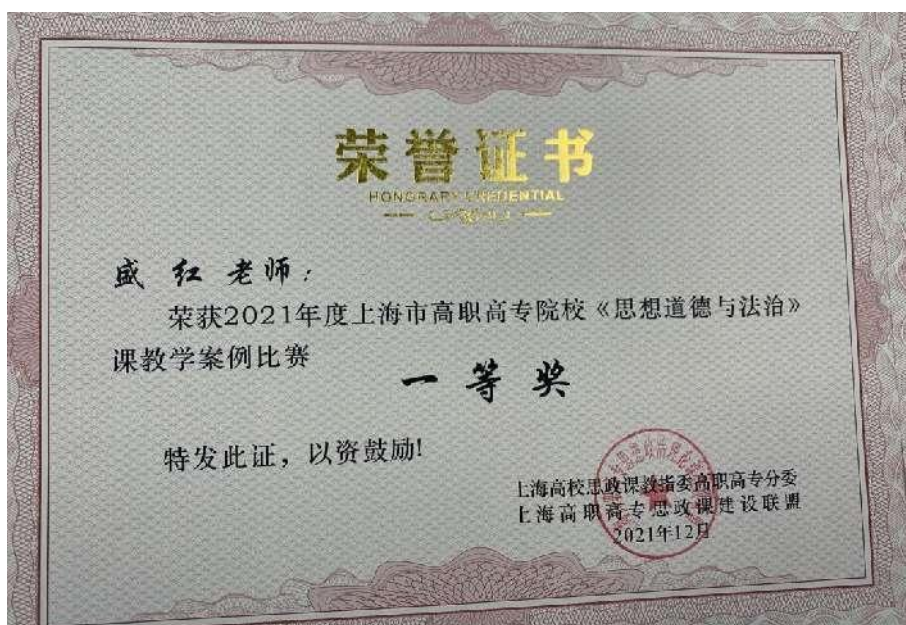 荣誉证书
HONORARY CREDENTIAL
盛红老师：
荣获2021年度上海市高职高专院校《思想道德与法治》
课教学案例比赛
一等奖
特发此证，以资鼓励!
上海高校思政课教指委高职高专分委
上海高职高专思政课建设联盟
2021年12月